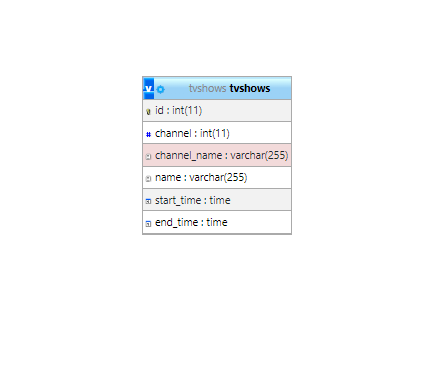 v tvshows tvshows
id : int(11)
# channel : int(11)
channel_name : varchar(255)
name : varchar(255)
start_time : time
end_time : time